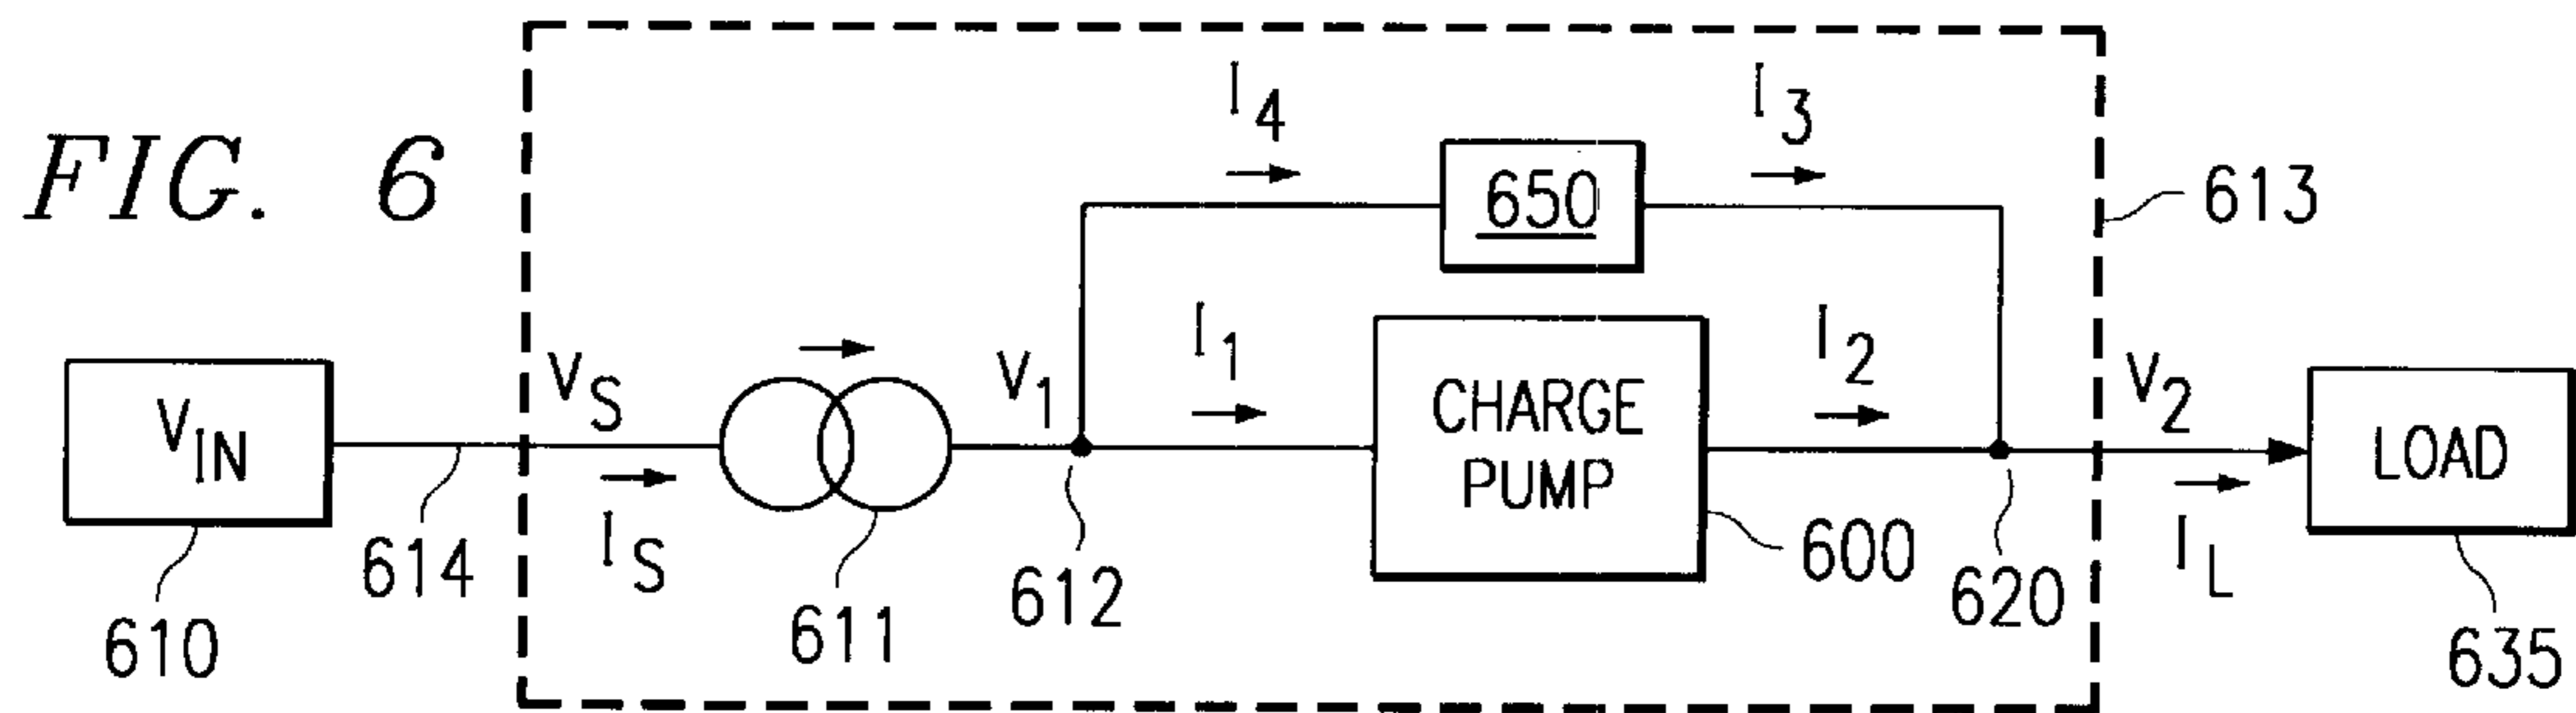 FIG. 6
I4
I3
650
613
VIN
VS
V1
I1
CHARGE
PUMP
I2
V2
LOAD
IS
IL
614
610
611
612
600
620
635